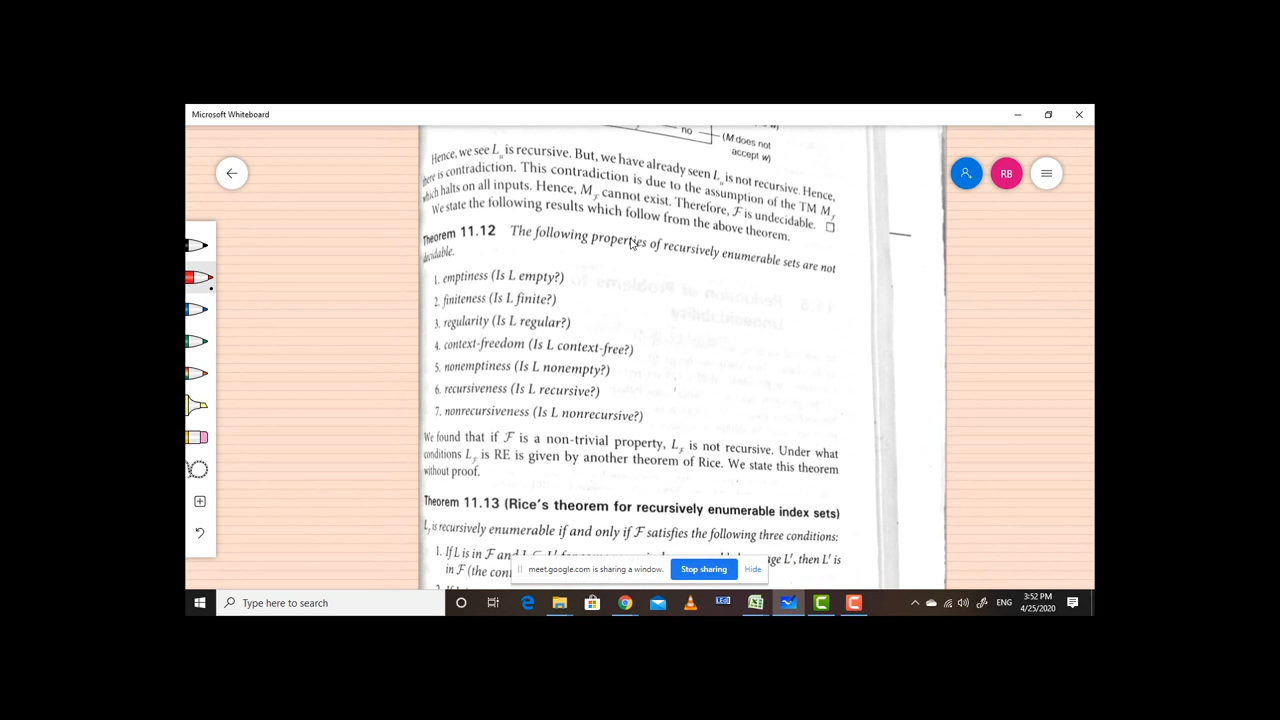 Microsoft Whiteboard
no
(M does not
accept w)
Hence, we see L_u is recursive. But, we have already seen L_u is not recursive. Hence,
there is contradiction. This contradiction is due to the assumption of the TM M_F
which halts on all inputs. Hence, M_F cannot exist. Therefore, F is undecidable. □
We state the following results which follow from the above theorem.
Theorem 11.12 The following properties of recursively enumerable sets are not
decidable.
1. emptiness (Is L empty?)
2. finiteness (Is L finite?)
3. regularity (Is L regular?)
4. context-freedom (Is L context-free?)
5. nonemptiness (Is L nonempty?)
6. recursiveness (Is L recursive?)
7. nonrecursiveness (Is L nonrecursive?)
We found that if F is a non-trivial property, L_F is not recursive. Under what
conditions L_F is RE is given by another theorem of Rice. We state this theorem
without proof.
Theorem 11.13 (Rice's theorem for recursively enumerable index sets)
L_F is recursively enumerable if and only if F satisfies the following three conditions:
1. If L is in F and L ⊆ L' for some L', then L' is
in F (the
RB
meet.google.com is sharing a window.
Stop sharing
Hide
Type here to search
ENG
3:52 PM
4/25/2020